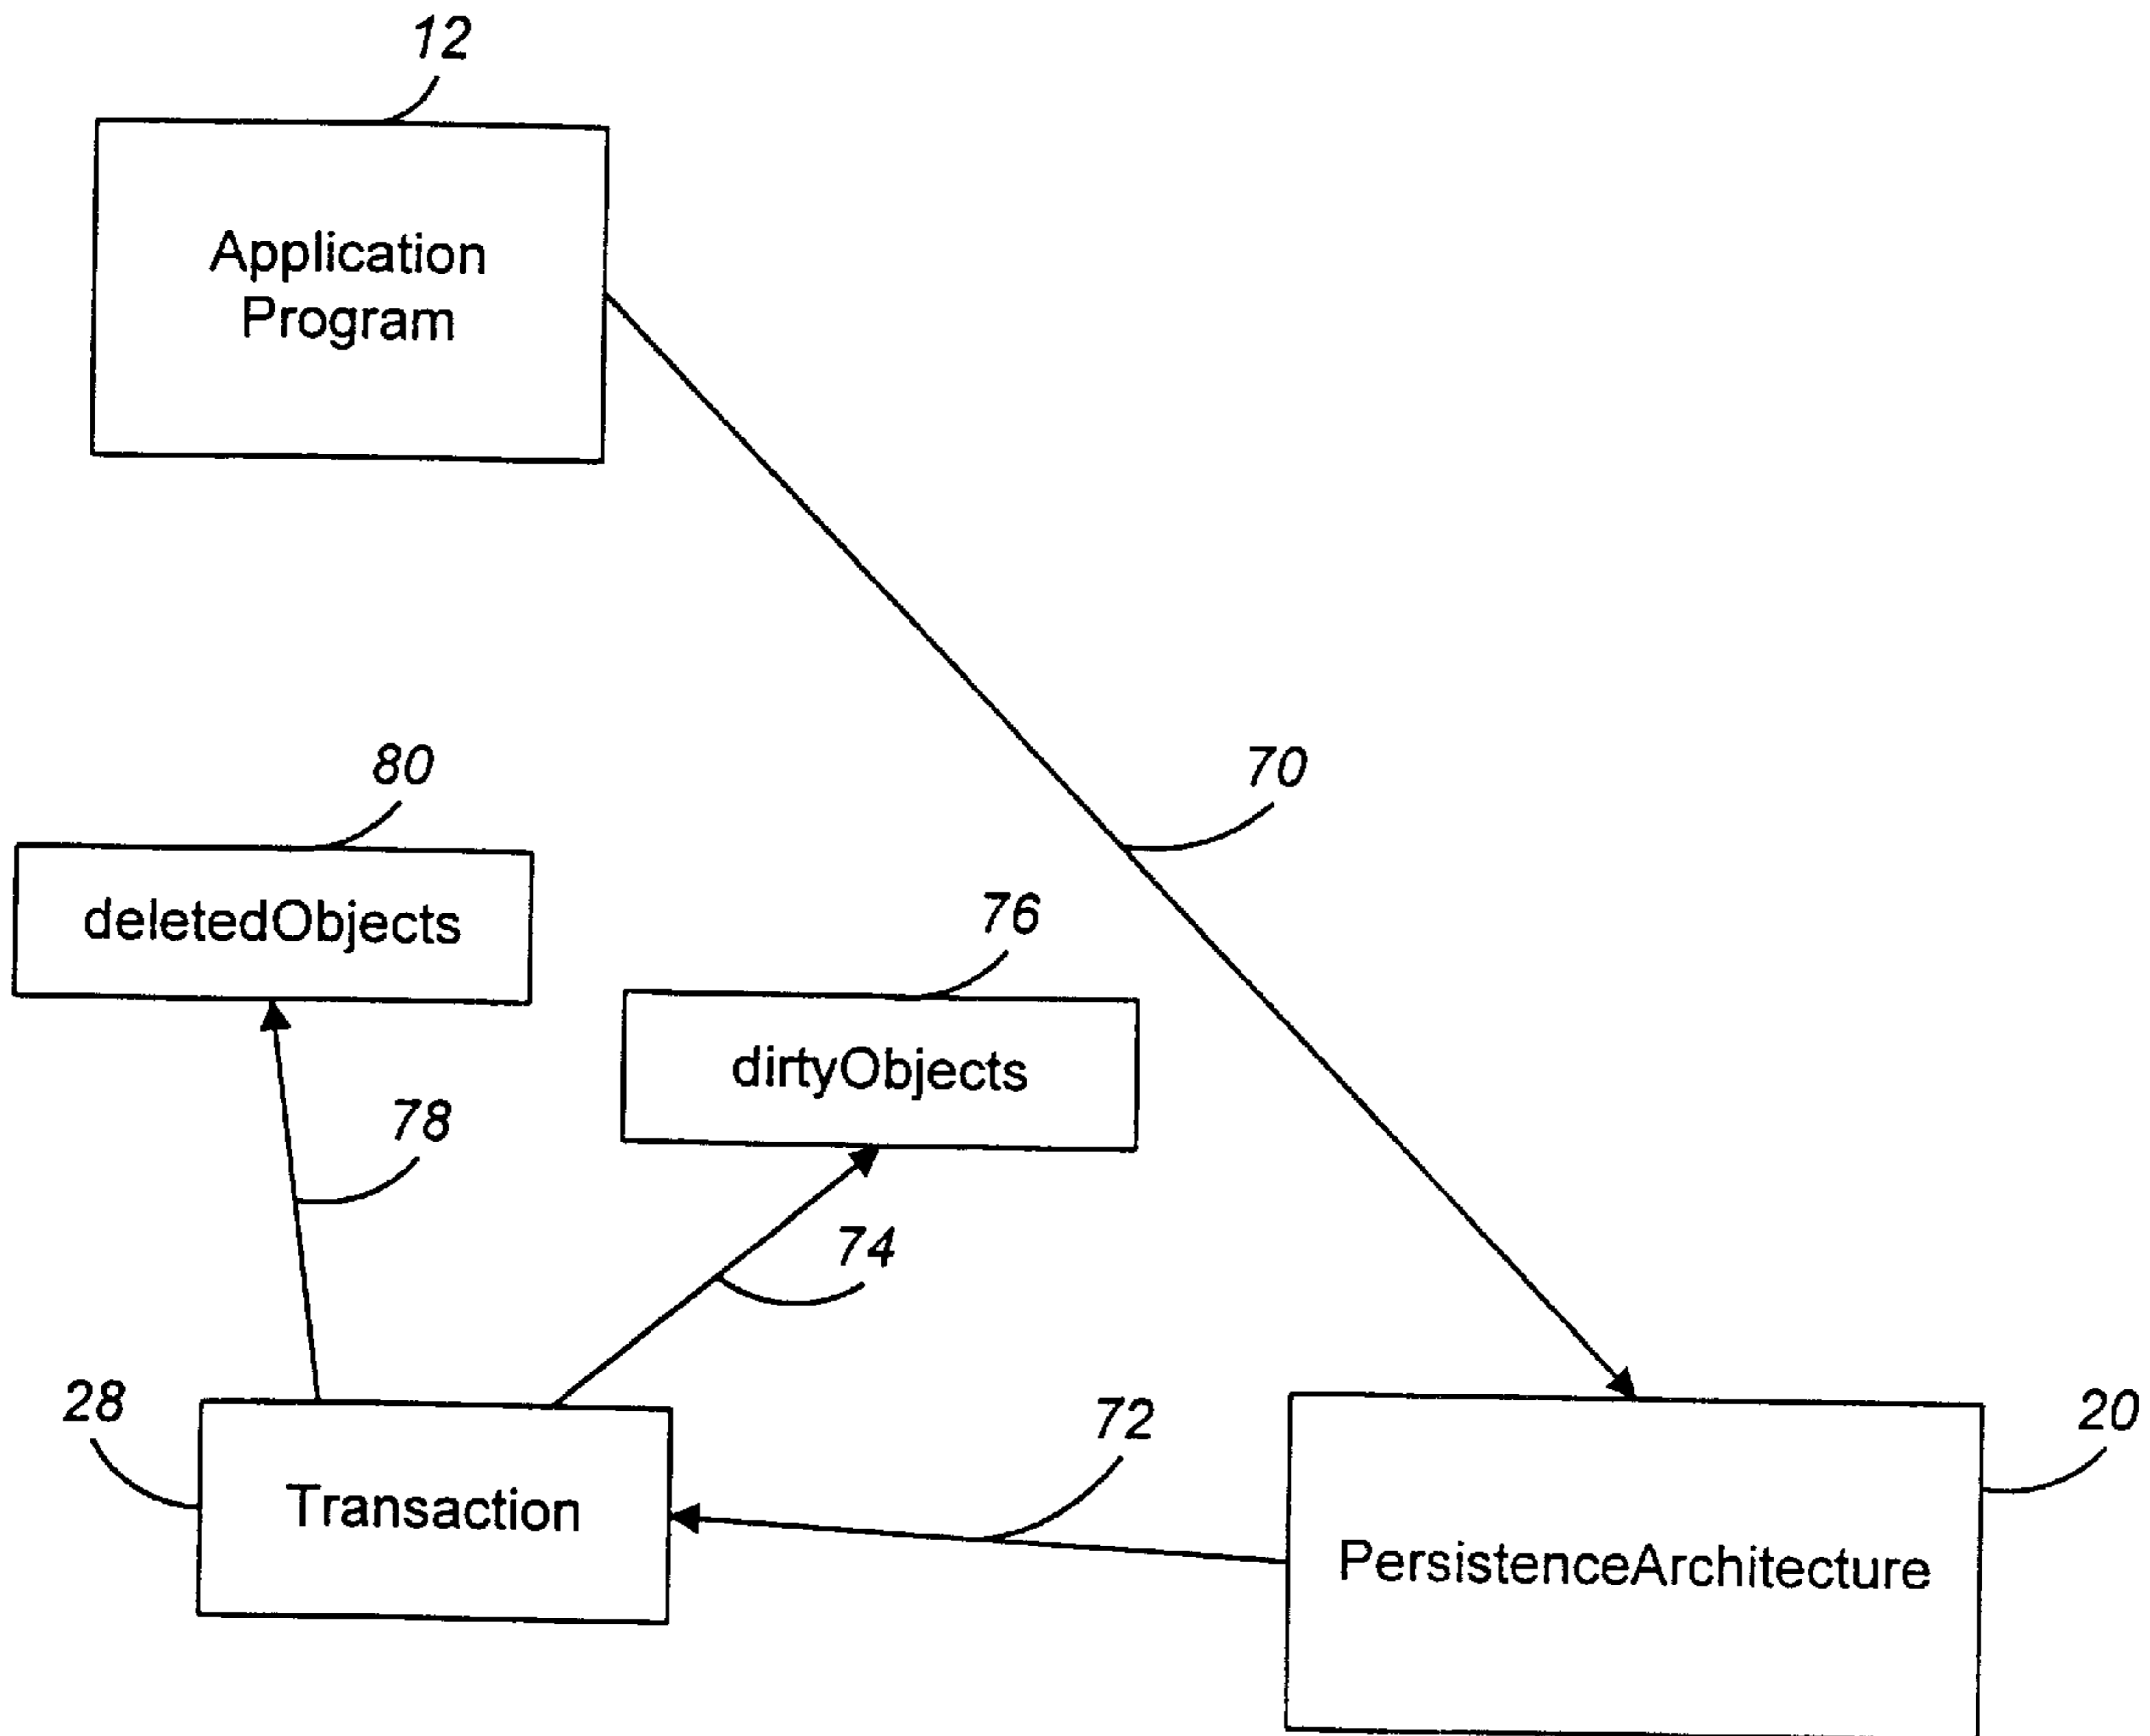 12
Application
Program
80
70
deletedObjects
76
dirtyObjects
78
74
28
72
20
Transaction
PersistenceArchitecture